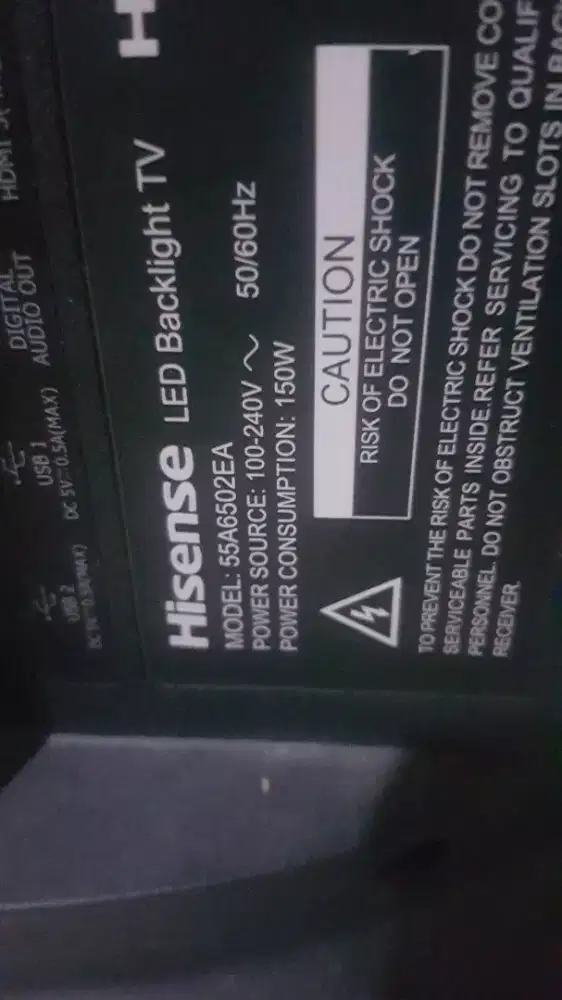 Hisense LED Backlight TV
MODEL: 55A6502EA
POWER SOURCE: 100-240V ~ 50/60Hz
POWER CONSUMPTION: 150W
CAUTION
RISK OF ELECTRIC SHOCK
DO NOT OPEN
TO PREVENT THE RISK OF ELECTRIC SHOCK DO NOT REMOVE CO
SERVICEABLE PARTS INSIDE.REFER SERVICING TO QUALIF
PERSONNEL. DO NOT OBSTRUCT VENTILATION SLOTS IN BAC
RECEIVER.
USB 2
USB 1
DC 5V⎓0.5A(MAX)
DIGITAL
AUDIO OUT
H